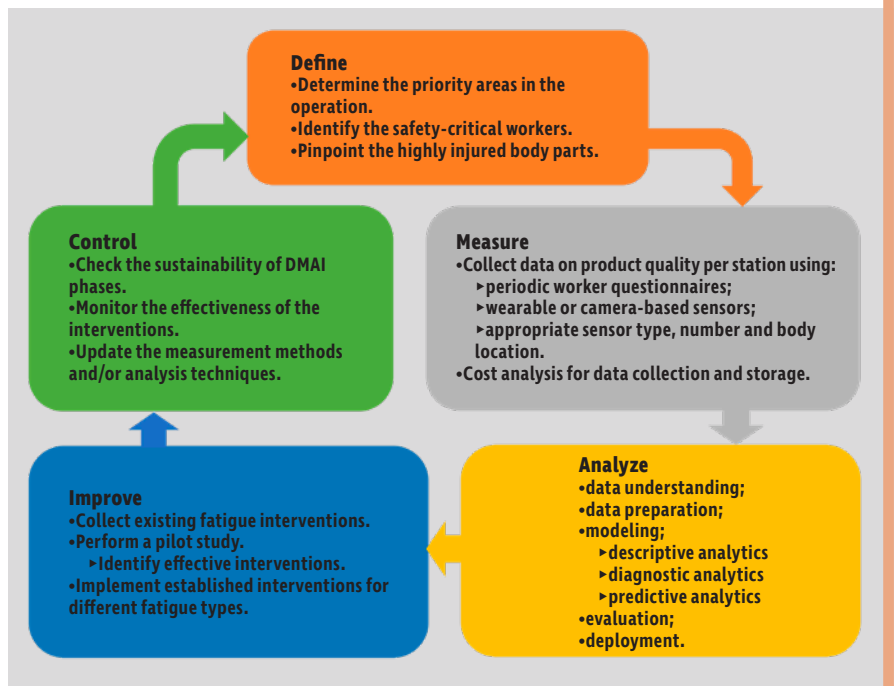 Define
•Determine the priority areas in the
operation.
•Identify the safety-critical workers.
•Pinpoint the highly injured body parts.
Measure
•Collect data on product quality per station using:
▸periodic worker questionnaires;
▸wearable or camera-based sensors;
▸appropriate sensor type, number and body
location.
•Cost analysis for data collection and storage.
Analyze
•data understanding;
•data preparation;
•modeling;
▸descriptive analytics
▸diagnostic analytics
▸predictive analytics
•evaluation;
•deployment.
Improve
•Collect existing fatigue interventions.
•Perform a pilot study.
▸Identify effective interventions.
•Implement established interventions for
different fatigue types.
Control
•Check the sustainability of DMAI
phases.
•Monitor the effectiveness of the
interventions.
•Update the measurement methods
and/or analysis techniques.